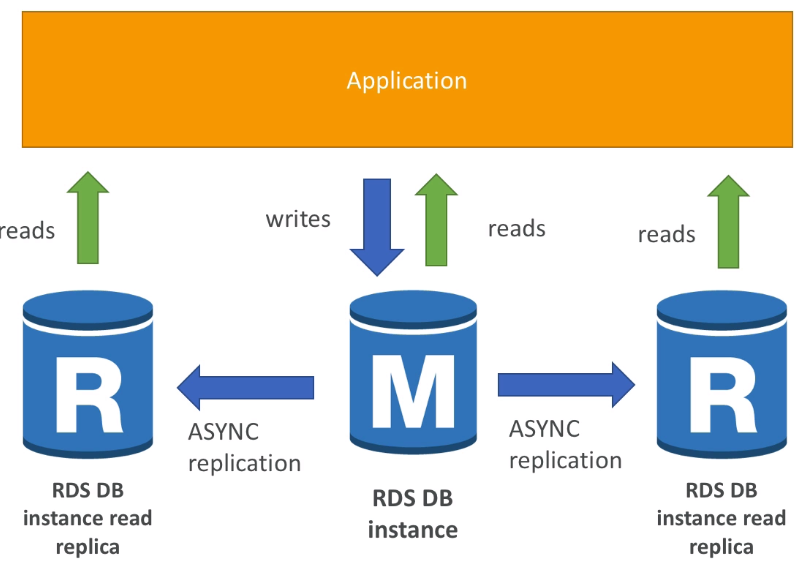 Application
reads
writes
reads
reads
R
M
R
ASYNC
replication
ASYNC
replication
RDS DB
instance read
replica
RDS DB
instance
RDS DB
instance read
replica